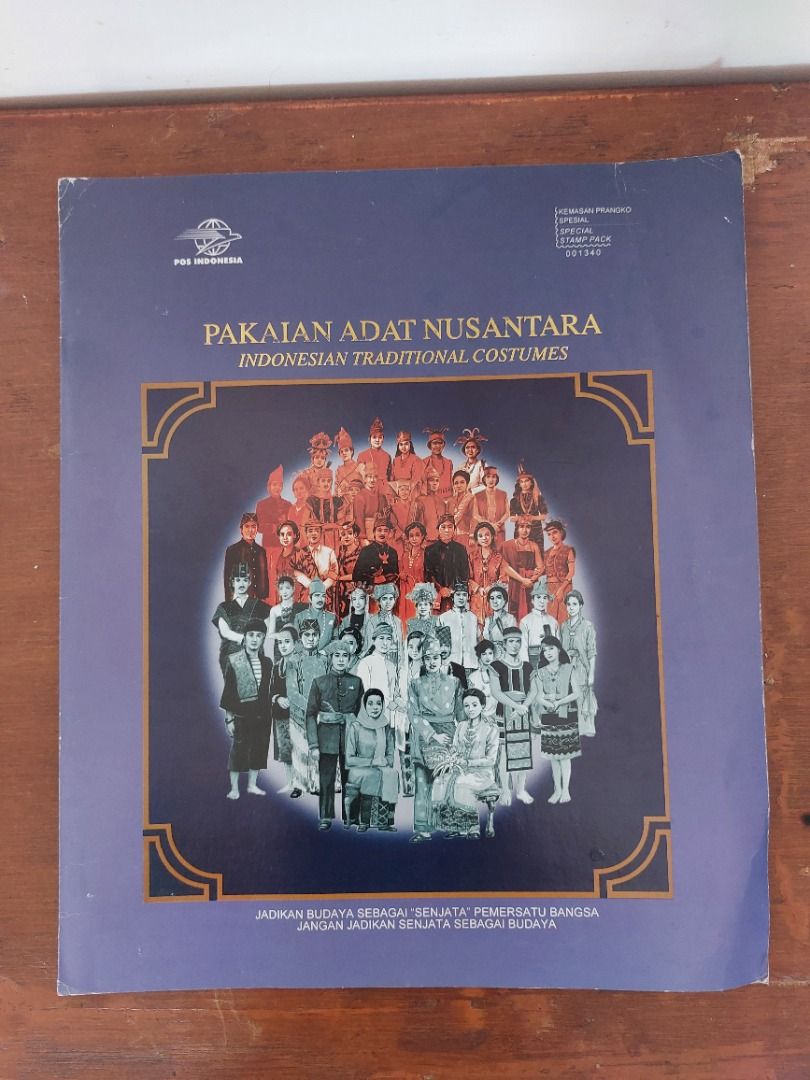 POS INDONESIA
KEMASAN PRANGKO
SPESIAL
SPECIAL
STAMP PACK
001340
PAKAIAN ADAT NUSANTARA
INDONESIAN TRADITIONAL COSTUMES
JADIKAN BUDAYA SEBAGAI "SENJATA" PEMERSATU BANGSA
JANGAN JADIKAN SENJATA SEBAGAI BUDAYA